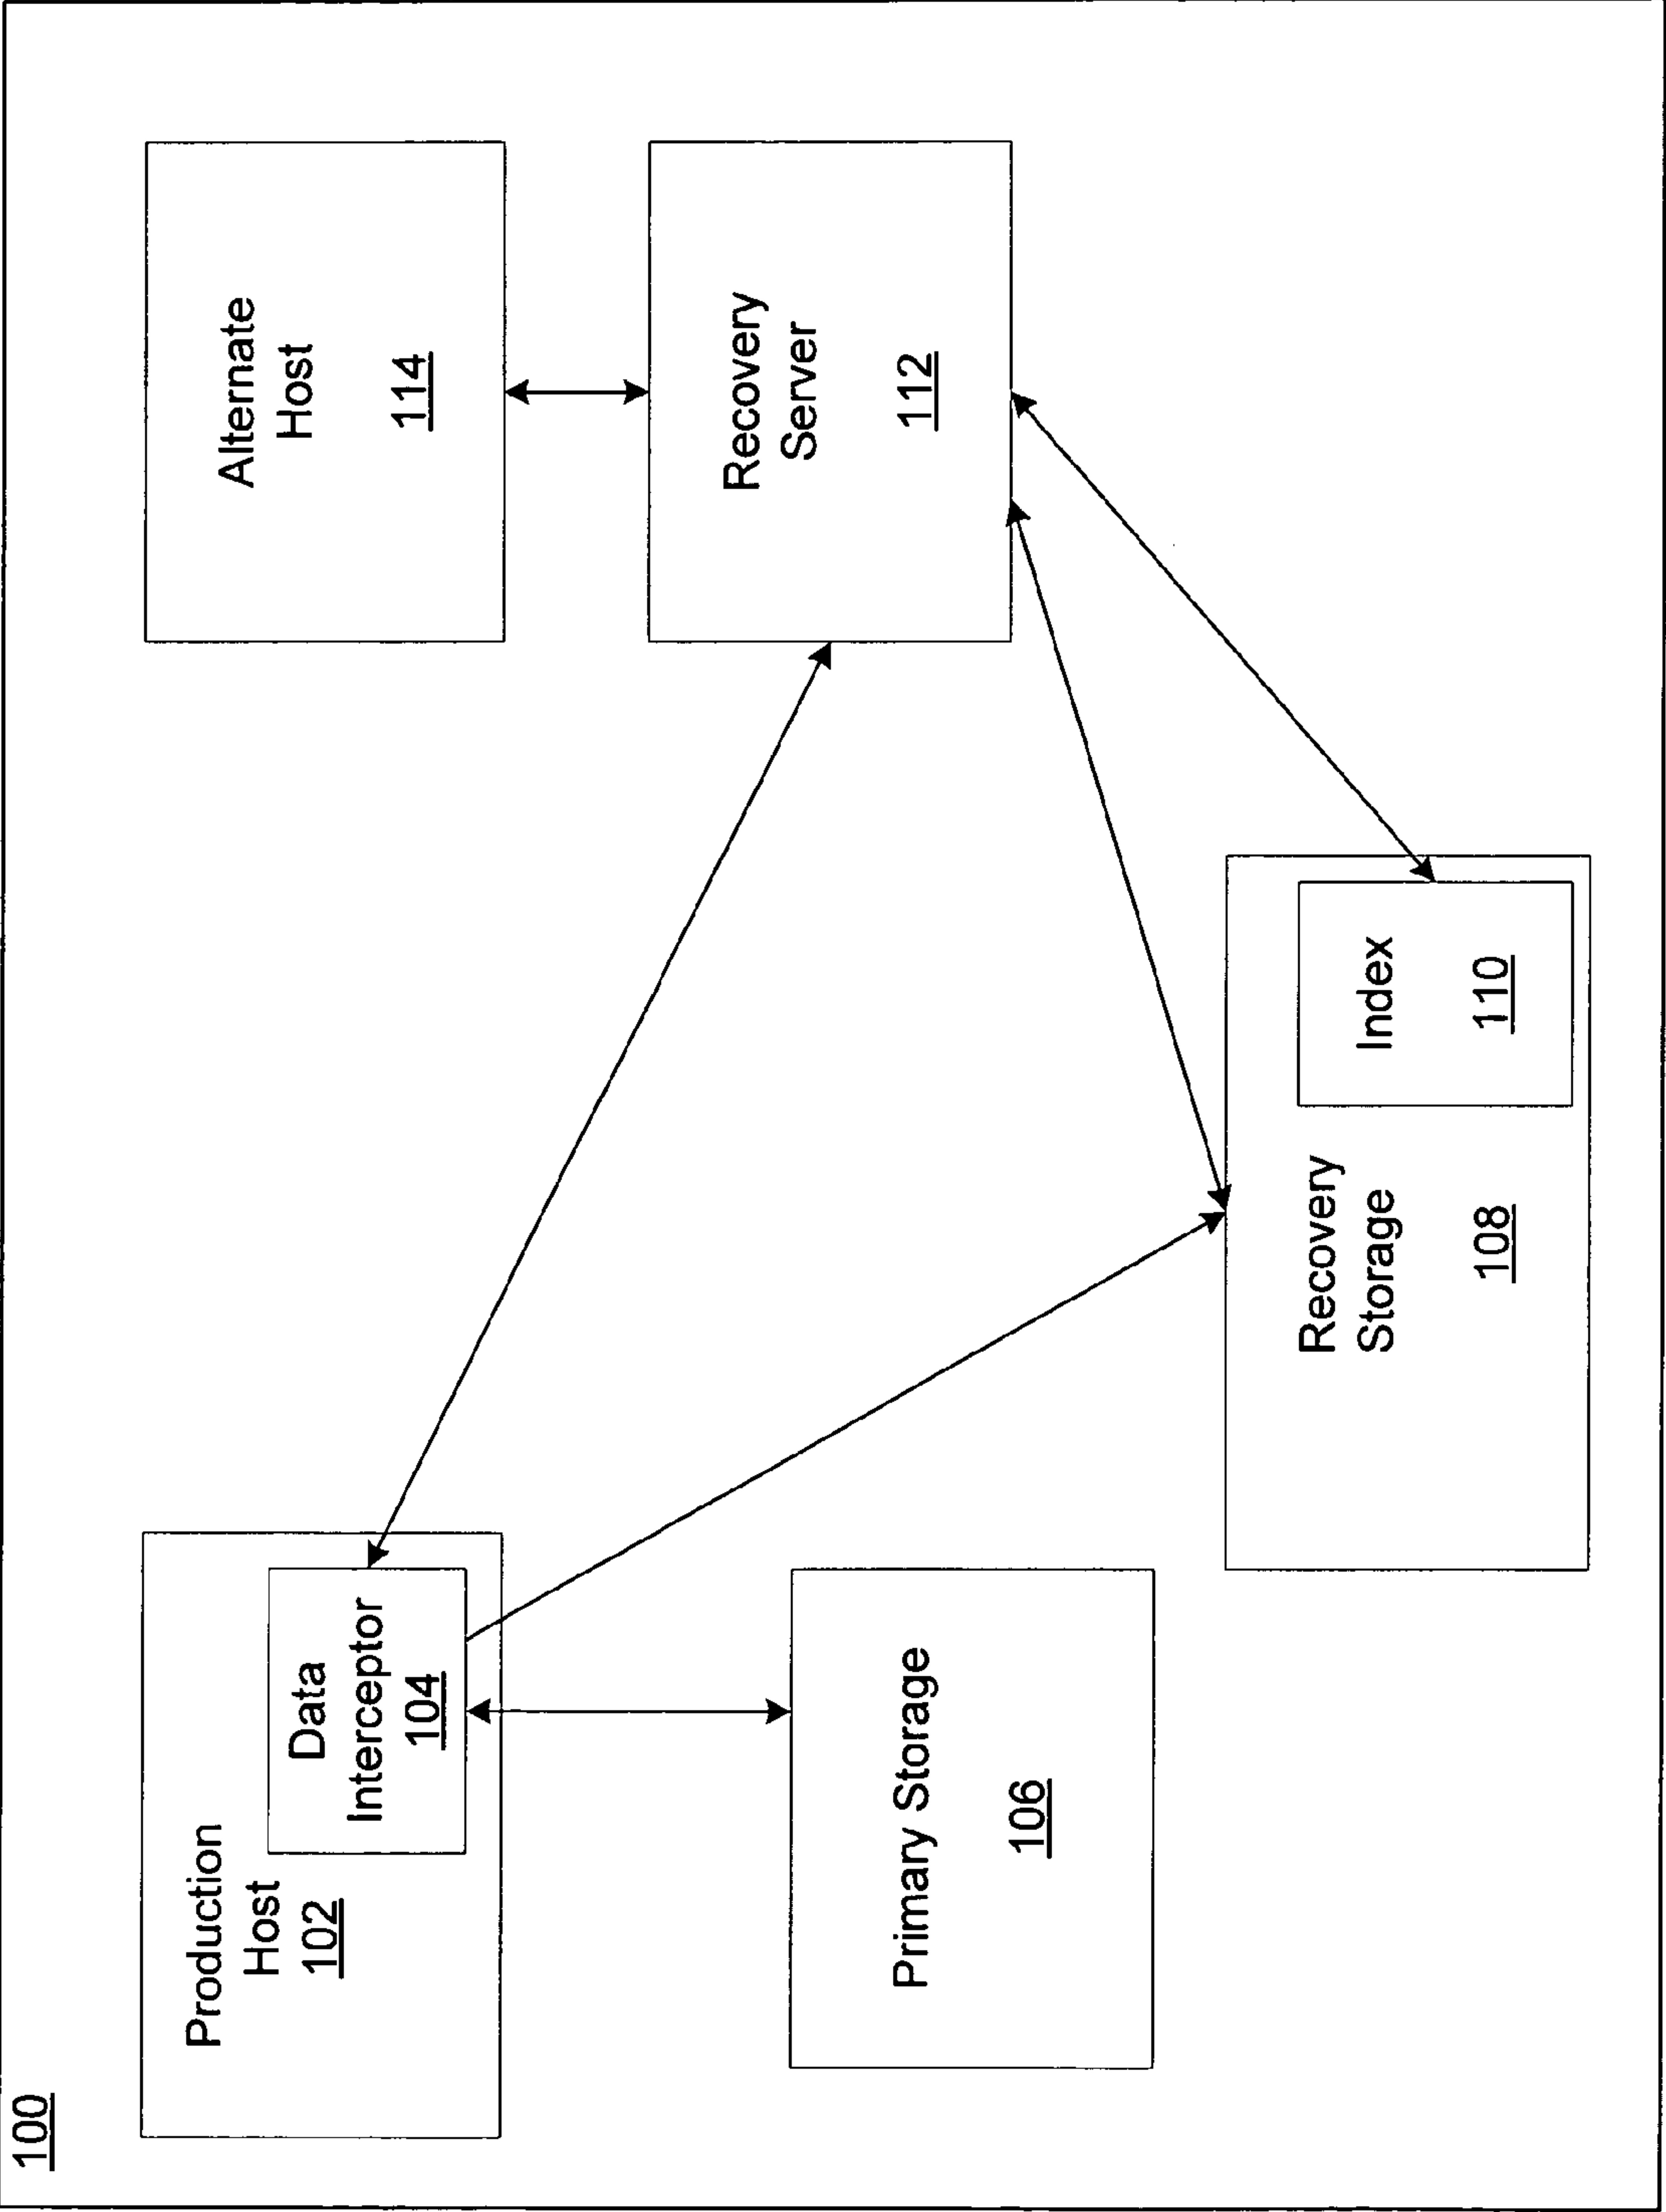 100
Production
Host
102
Data
Interceptor
104
Primary Storage
106
Recovery
Storage
108
Index
110
Alternate
Host
114
Recovery
Server
112